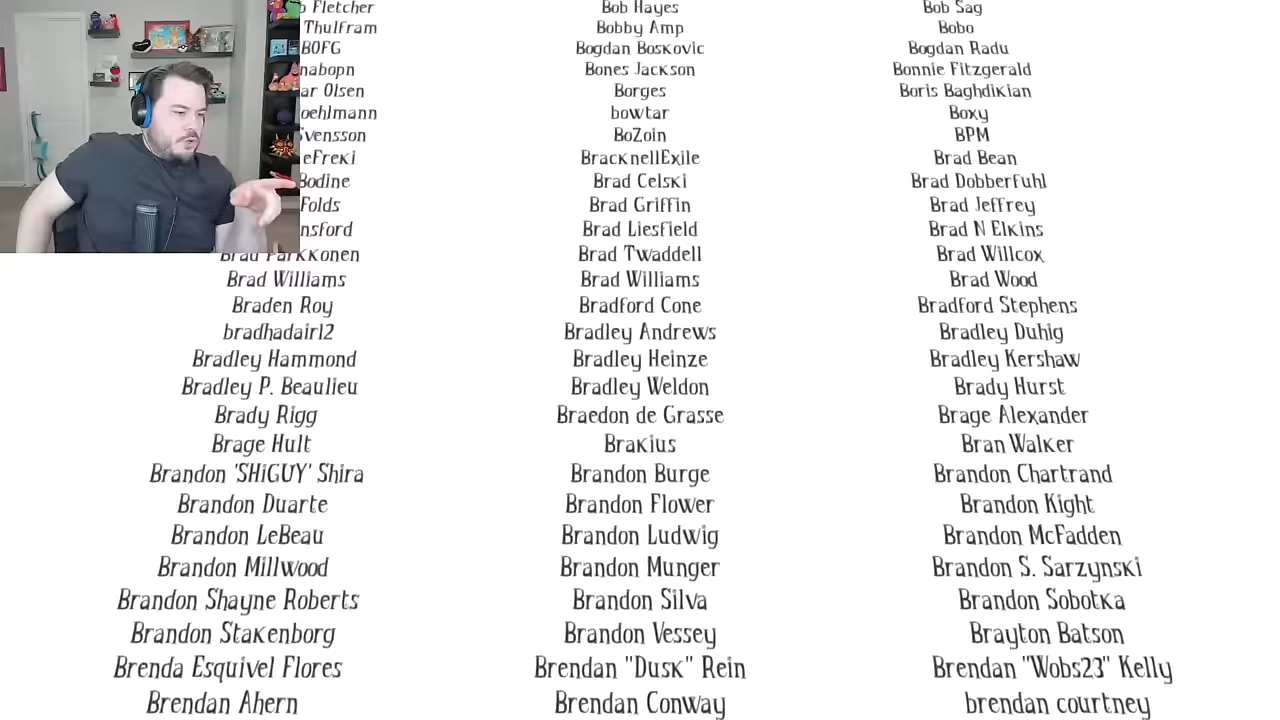 Fletcher Bob Hayes Bob Sag
Thulfram Bobby Amp Bobo
BOFG Bogdan Boskovic Bogdan Radu
Bones Jackson Bonnie Fitzgerald
Olsen Borges Boris Baghdikian
bowtar Boxy
Svensson BoZoin BPM
BracknellExile Brad Bean
Bodine Brad Celski Brad Dobberfuhl
Folds Brad Griffin Brad Jeffrey
Brad Liesfield Brad N Elkins
Brad Parkkonen Brad Twaddell Brad Willcox
Brad Williams Brad Williams Brad Wood
Braden Roy Bradford Cone Bradford Stephens
bradhadair12 Bradley Andrews Bradley Duhig
Bradley Hammond Bradley Heinze Bradley Kershaw
Bradley P. Beaulieu Bradley Weldon Brady Hurst
Brady Rigg Braedon de Grasse Brage Alexander
Brage Hult Brakius Bran Walker
Brandon 'SHiGUY' Shira Brandon Burge Brandon Chartrand
Brandon Duarte Brandon Flower Brandon Kight
Brandon LeBeau Brandon Ludwig Brandon McFadden
Brandon Millwood Brandon Munger Brandon S. Sarzynski
Brandon Shayne Roberts Brandon Silva Brandon Sobotka
Brandon Stakenborg Brandon Vessey Brayton Batson
Brenda Esquivel Flores Brendan "Dusk" Rein Brendan "Wobs23" Kelly
Brendan Ahern Brendan Conway brendan courtney